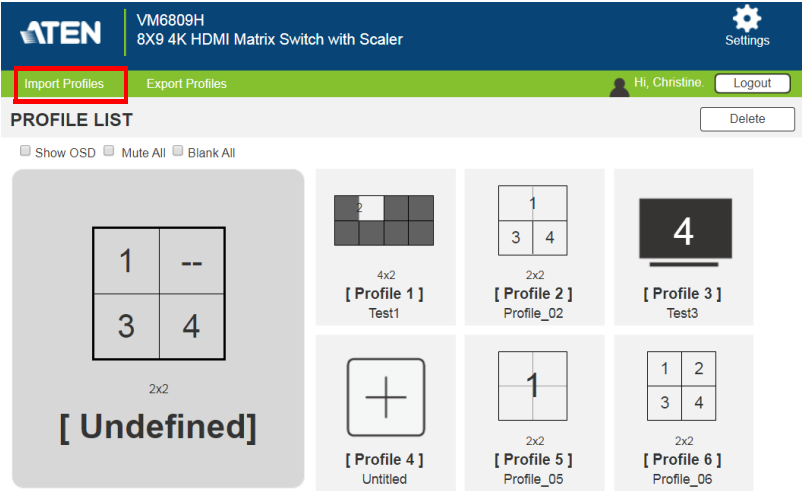 ATEN
VM6809H
8X9 4K HDMI Matrix Switch with Scaler
Settings
Import Profiles
Export Profiles
Hi, Christine.
Logout
PROFILE LIST
Delete
Show OSD
Mute All
Blank All
1 --
3 4
2x2
[ Undefined]
2
4x2
[ Profile 1 ]
Test1
1
3 4
2x2
[ Profile 2 ]
Profile_02
4
[ Profile 3 ]
Test3
[ Profile 4 ]
Untitled
1
2x2
[ Profile 5 ]
Profile_05
1 2
3 4
2x2
[ Profile 6 ]
Profile_06